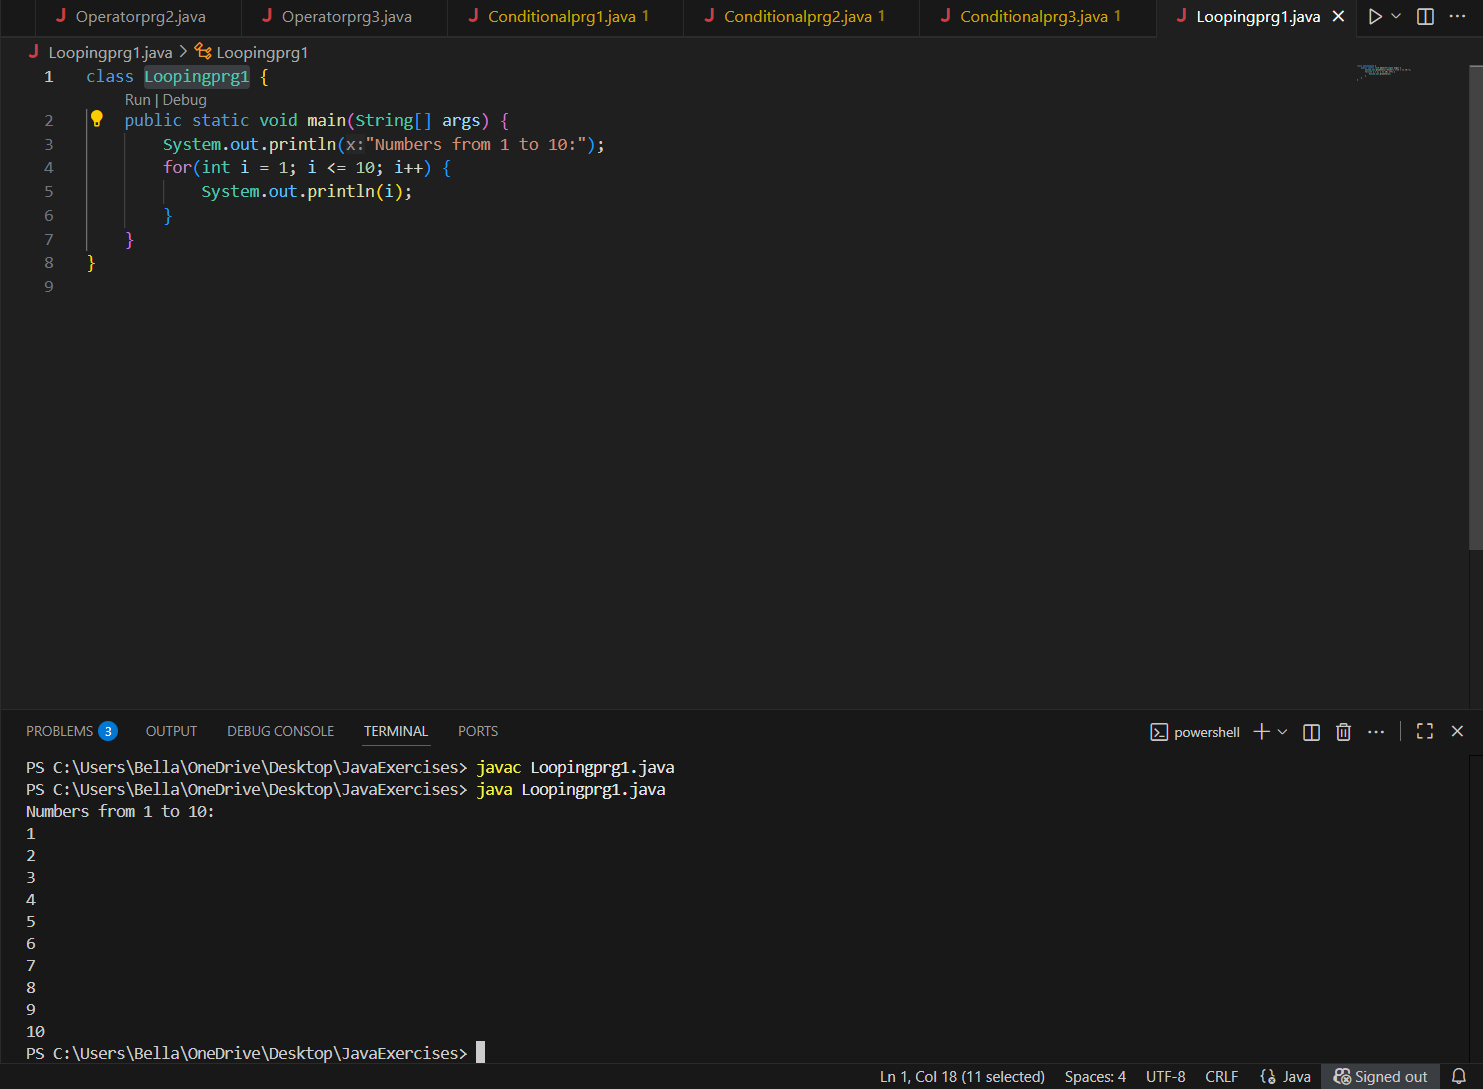 Operatorprg2.java Operatorprg3.java Conditionalprg1.java 1 Conditionalprg2.java 1 Conditionalprg3.java 1 Loopingprg1.java
Loopingprg1.java > Loopingprg1
1 class Loopingprg1 {
Run | Debug
2 public static void main(String[] args) {
3 System.out.println(x:"Numbers from 1 to 10:");
4 for(int i = 1; i <= 10; i++) {
5 System.out.println(i);
6 }
7 }
8 }
9
PROBLEMS 3 OUTPUT DEBUG CONSOLE TERMINAL PORTS powershell
PS C:\Users\Bella\OneDrive\Desktop\JavaExercises> javac Loopingprg1.java
PS C:\Users\Bella\OneDrive\Desktop\JavaExercises> java Loopingprg1.java
Numbers from 1 to 10:
1
2
3
4
5
6
7
8
9
10
PS C:\Users\Bella\OneDrive\Desktop\JavaExercises>
Ln 1, Col 18 (11 selected) Spaces: 4 UTF-8 CRLF Java Signed out